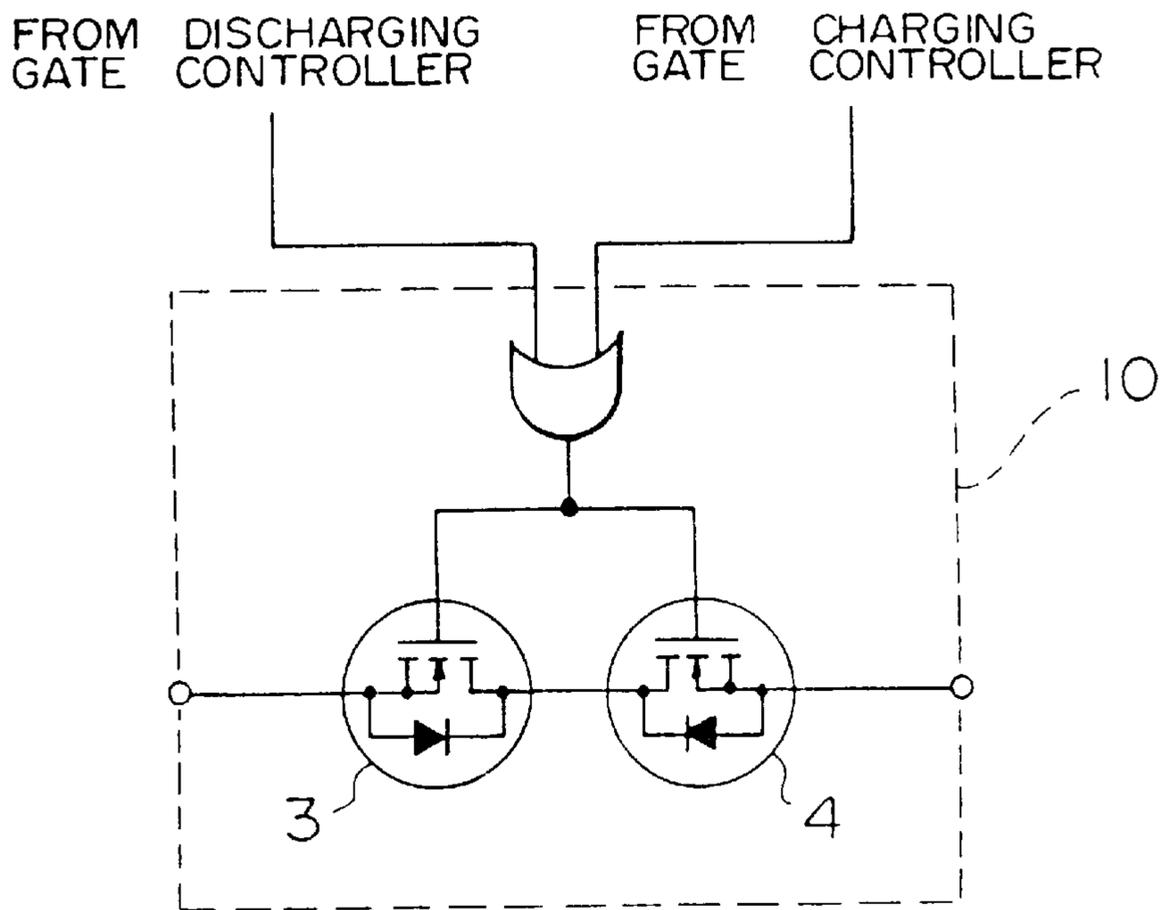 FROM DISCHARGING
GATE CONTROLLER
FROM CHARGING
GATE CONTROLLER
10
3
4